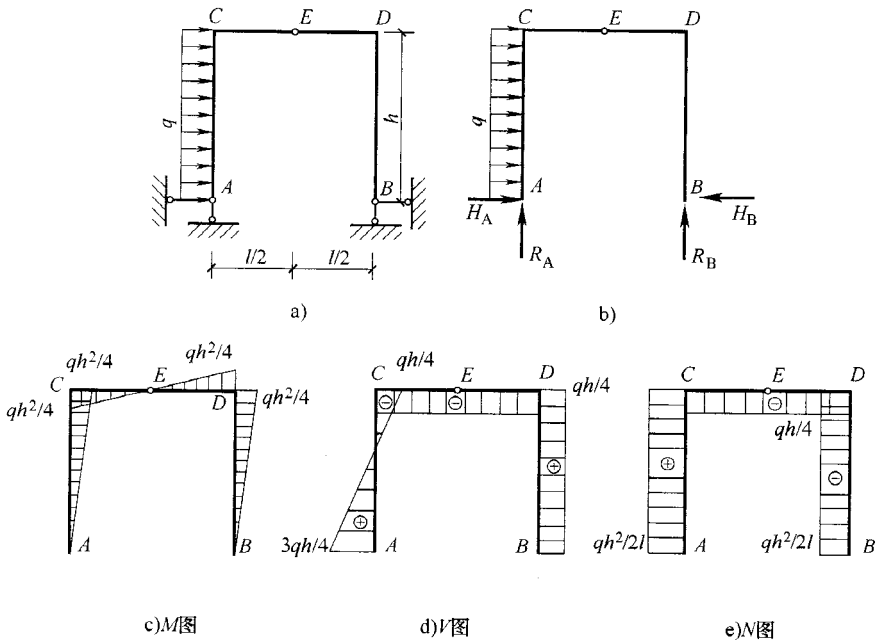 C E D
q
h
A
B
l/2 l/2
a)
C E D
q
A
B
H_A
H_B
R_A
R_B
b)
qh²/4 qh²/4
C E
D
qh²/4 qh²/4
A B
c)M图
qh/4
C E D
qh/4
⊖ ⊖
⊕
⊕
3qh/4 A B
d)V图
C E D
⊖
qh/4
⊕
⊖
qh²/2l A qh²/2l B
e)N图